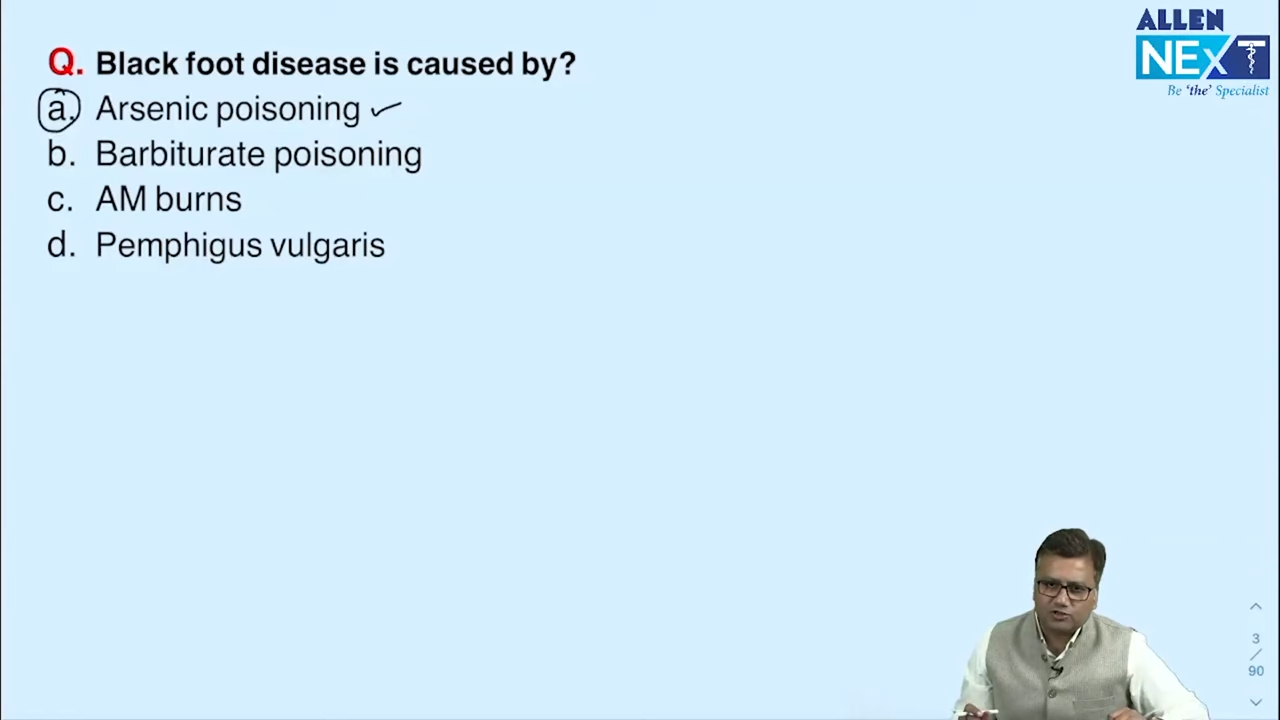 ALLEN
NEXT
Be 'the' Specialist
Q. Black foot disease is caused by?
a. Arsenic poisoning
b. Barbiturate poisoning
c. AM burns
d. Pemphigus vulgaris
3
/
90